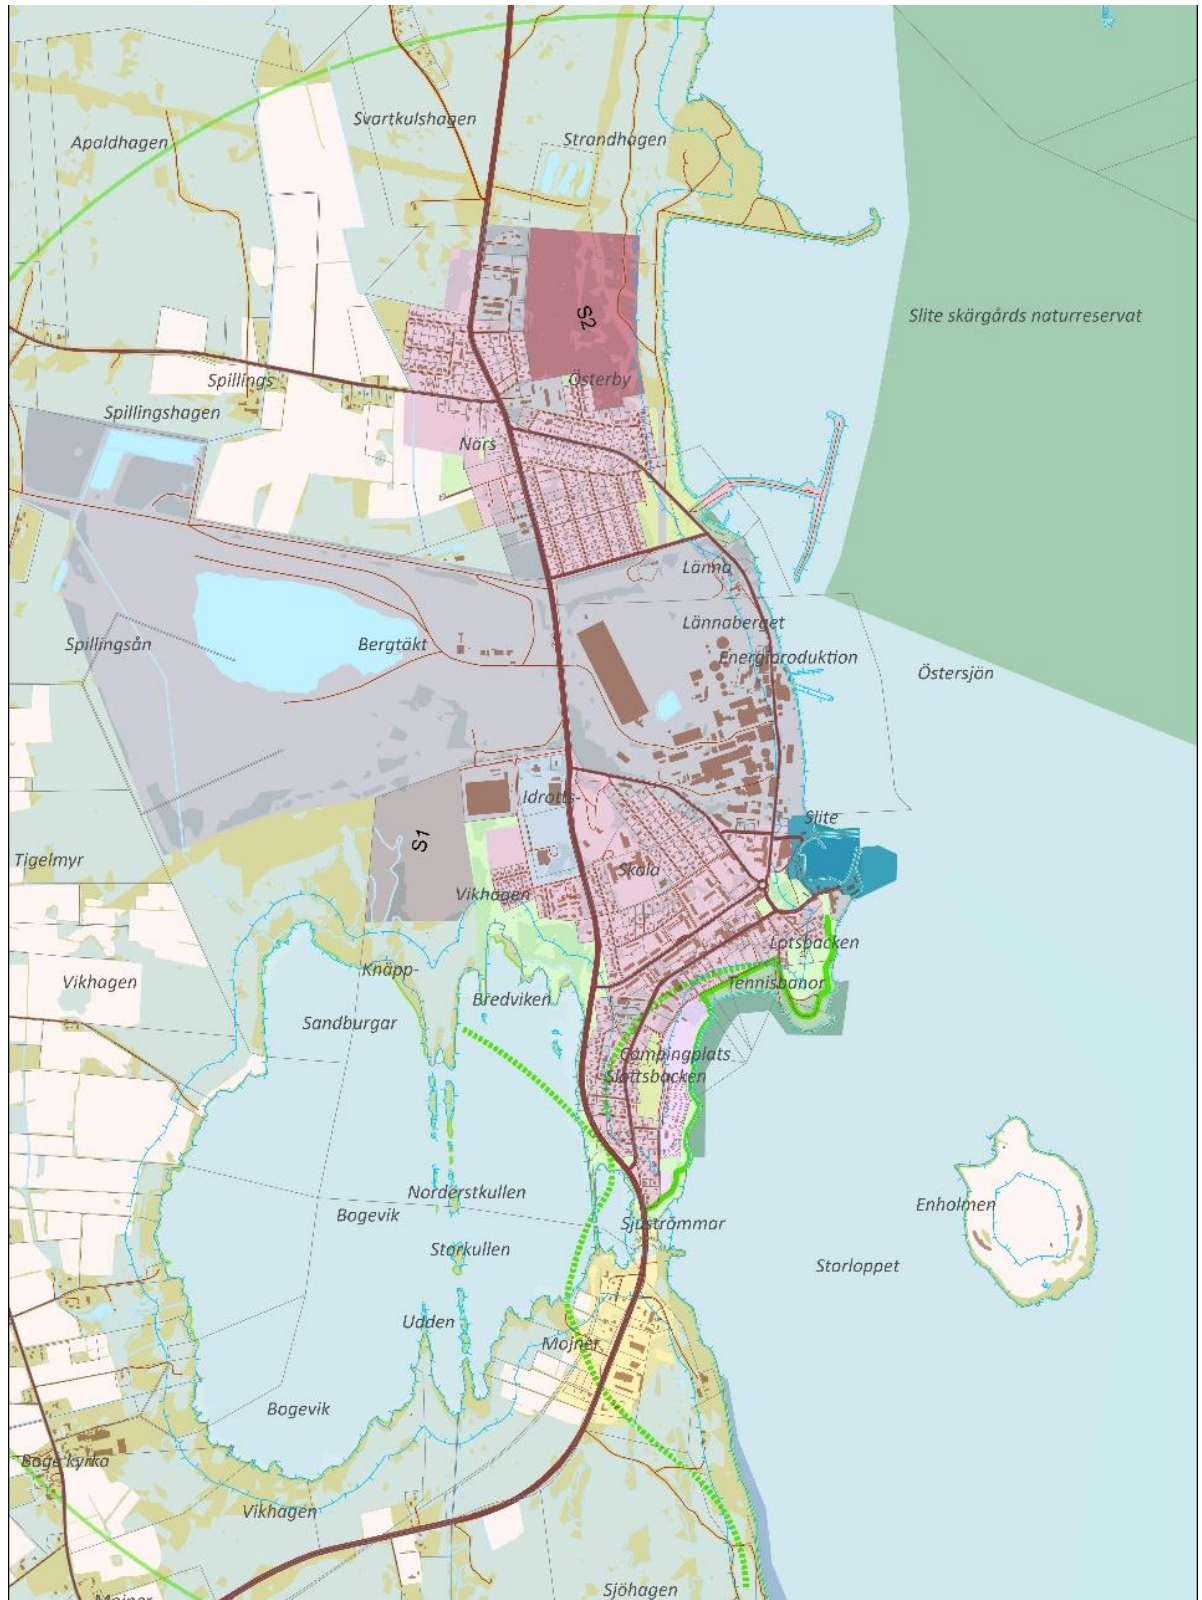 Svartkulshagen
Apaldhagen
Strandhagen
Slite skärgårds naturreservat
S2
Spillings
Österby
Spillingshagen
Närs
Länna
Lännaberget
Spillingsån
Bergtäkt
Energiproduktion
Östersjön
Idrotts-
Slite
S1
Tigelmyr
Skola
Vikhagen
Lotsbacken
Knäpp-
Vikhagen
Tennisbanor
Bredviken
Sandburgar
Campingplats
Slottsbacken
Norderstkullen
Enholmen
Bogevik
Sjuströmmar
Storkullen
Storloppet
Udden
Mojner
Bogevik
Boge kyrka
Vikhagen
Sjöhagen
Mojner